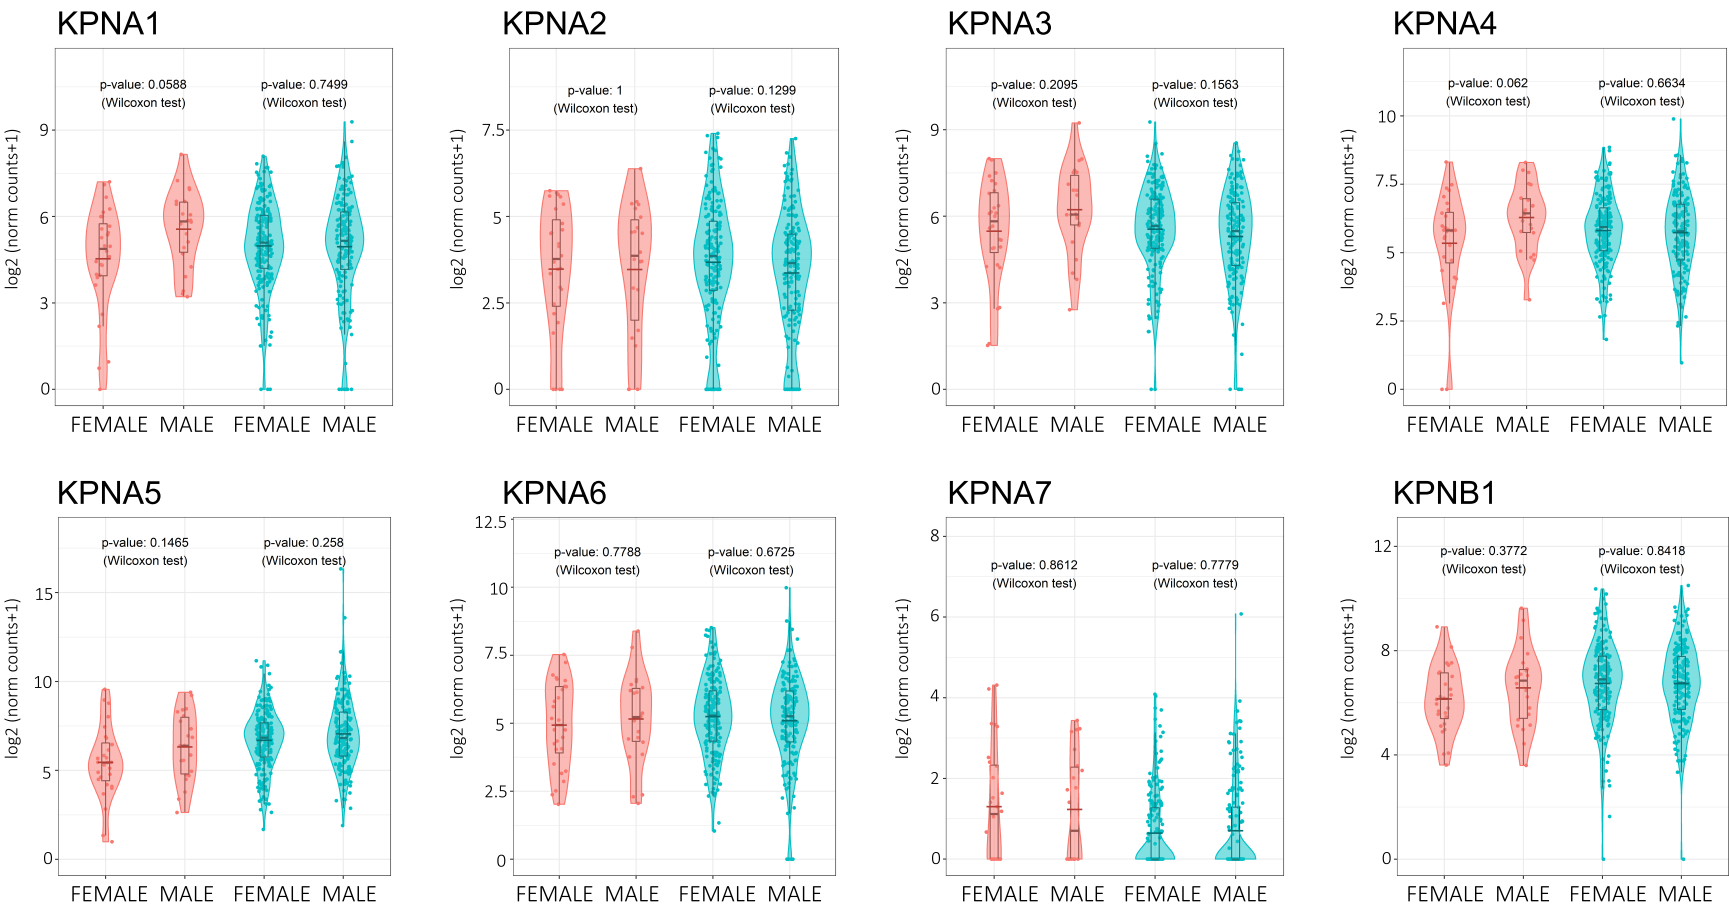 KPNA1
p-value: 0.0588
(Wilcoxon test)
p-value: 0.7499
(Wilcoxon test)
log2 (norm counts+1)
9
6
3
0
FEMALE MALE FEMALE MALE
KPNA2
p-value: 1
(Wilcoxon test)
p-value: 0.1299
(Wilcoxon test)
log2 (norm counts+1)
7.5
5
2.5
0
FEMALE MALE FEMALE MALE
KPNA3
p-value: 0.2095
(Wilcoxon test)
p-value: 0.1563
(Wilcoxon test)
log2 (norm counts+1)
9
6
3
0
FEMALE MALE FEMALE MALE
KPNA4
p-value: 0.062
(Wilcoxon test)
p-value: 0.6634
(Wilcoxon test)
log2 (norm counts+1)
10
7.5
5
2.5
0
FEMALE MALE FEMALE MALE
KPNA5
p-value: 0.1465
(Wilcoxon test)
p-value: 0.258
(Wilcoxon test)
log2 (norm counts+1)
15
10
5
0
FEMALE MALE FEMALE MALE
KPNA6
p-value: 0.7788
(Wilcoxon test)
p-value: 0.6725
(Wilcoxon test)
log2 (norm counts+1)
12.5
10
7.5
5
2.5
0
FEMALE MALE FEMALE MALE
KPNA7
p-value: 0.8612
(Wilcoxon test)
p-value: 0.7779
(Wilcoxon test)
log2 (norm counts+1)
8
6
4
2
0
FEMALE MALE FEMALE MALE
KPNB1
p-value: 0.3772
(Wilcoxon test)
p-value: 0.8418
(Wilcoxon test)
log2 (norm counts+1)
12
8
4
0
FEMALE MALE FEMALE MALE